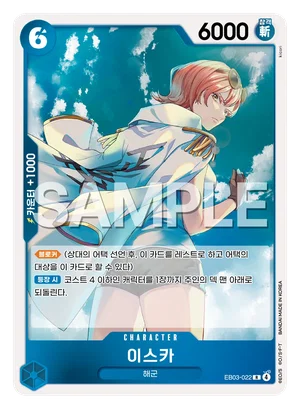 6
6000
참격
斬
카운터 +1000
SAMPLE
블로커 (상대의 어택 선언 후, 이 카드를 레스트로 하고 어택의
대상을 이 카드로 할 수 있다)
등장 시 코스트 4 이하인 캐릭터를 1장까지 주인의 덱 맨 아래로
되돌린다.
CHARACTER
이스카
해군
EB03-022 R
4
BANDAI MADE IN KOREA